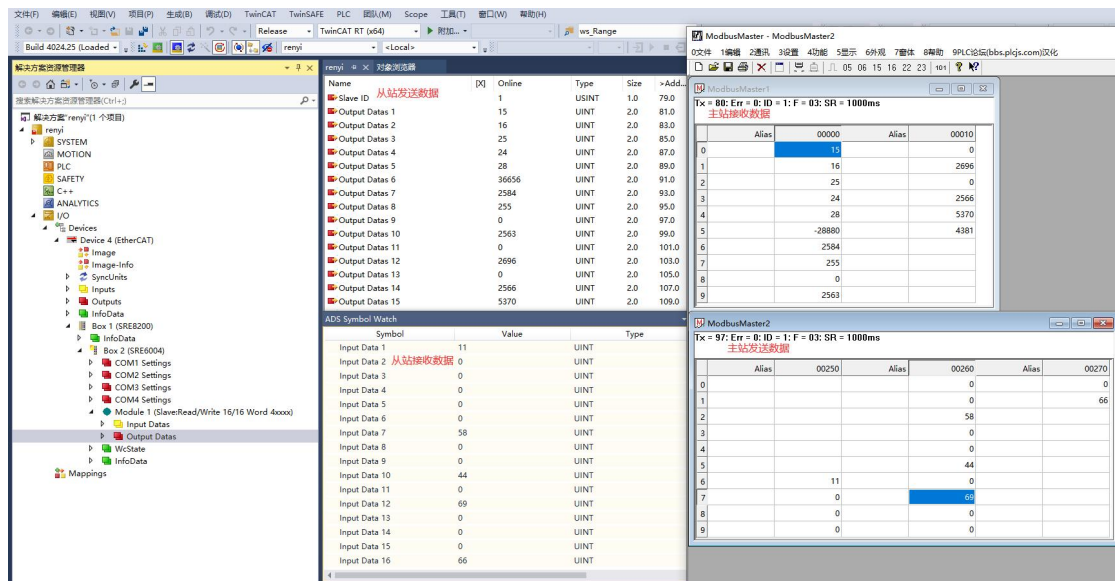 文件(F) 编辑(E) 视图(V) 项目(P) 生成(B) 调试(D) TwinCAT TwinSAFE PLC 团队(M) Scope 工具(T) 窗口(W) 帮助(H)
Release TwinCAT RT (x64) 附加... ws_Range
Build 4024.25 (Loaded renyi <Local>
解决方案资源管理器
搜索解决方案资源管理器(Ctrl+;)
解决方案"renyi"(1 个项目)
renyi
SYSTEM
MOTION
PLC
SAFETY
C++
ANALYTICS
I/O
Devices
Device 4 (EtherCAT)
Image
Image-Info
SyncUnits
Inputs
Outputs
InfoData
Box 1 (SRE8200)
InfoData
Box 2 (SRE6004)
COM1 Settings
COM2 Settings
COM3 Settings
COM4 Settings
Module 1 (Slave:Read/Write 16/16 Word 4xxxx)
Input Datas
Output Datas
WcState
InfoData
Mappings
renyi 对象浏览器
Name [X] Online Type Size >Add...
从站发送数据
Slave ID 1 USINT 1.0 79.0
Output Datas 1 15 UINT 2.0 81.0
Output Datas 2 16 UINT 2.0 83.0
Output Datas 3 25 UINT 2.0 85.0
Output Datas 4 24 UINT 2.0 87.0
Output Datas 5 28 UINT 2.0 89.0
Output Datas 6 36656 UINT 2.0 91.0
Output Datas 7 2584 UINT 2.0 93.0
Output Datas 8 255 UINT 2.0 95.0
Output Datas 9 0 UINT 2.0 97.0
Output Datas 10 2563 UINT 2.0 99.0
Output Datas 11 0 UINT 2.0 101.0
Output Datas 12 2696 UINT 2.0 103.0
Output Datas 13 0 UINT 2.0 105.0
Output Datas 14 2566 UINT 2.0 107.0
Output Datas 15 5370 UINT 2.0 109.0
ADS Symbol Watch
Symbol Value Type
Input Data 1 11 UINT
Input Data 2 从站接收数据 0 UINT
Input Data 3 0 UINT
Input Data 4 0 UINT
Input Data 5 0 UINT
Input Data 6 0 UINT
Input Data 7 58 UINT
Input Data 8 0 UINT
Input Data 9 0 UINT
Input Data 10 44 UINT
Input Data 11 0 UINT
Input Data 12 69 UINT
Input Data 13 0 UINT
Input Data 14 0 UINT
Input Data 15 0 UINT
Input Data 16 66 UINT
ModbusMaster - ModbusMaster2
0文件 1编辑 2通讯 3设置 4功能 5显示 6外观 7窗体 8帮助 9PLC论坛(bbs.plcjs.com)汉化
05 06 15 16 22 23 101
ModbusMaster1
Tx = 80: Err = 0: ID = 1: F = 03: SR = 1000ms
主站接收数据
Alias 00000 Alias 00010
0 15 0
1 16 2696
2 25 0
3 24 2566
4 28 5370
5 -28880 4381
6 2584
7 255
8 0
9 2563
ModbusMaster2
Tx = 97: Err = 0: ID = 1: F = 03: SR = 1000ms
主站发送数据
Alias 00250 Alias 00260 Alias 00270
0 0 0
1 0 66
2 58
3 0
4 0
5 44
6 11 0
7 0 69
8 0 0
9 0 0